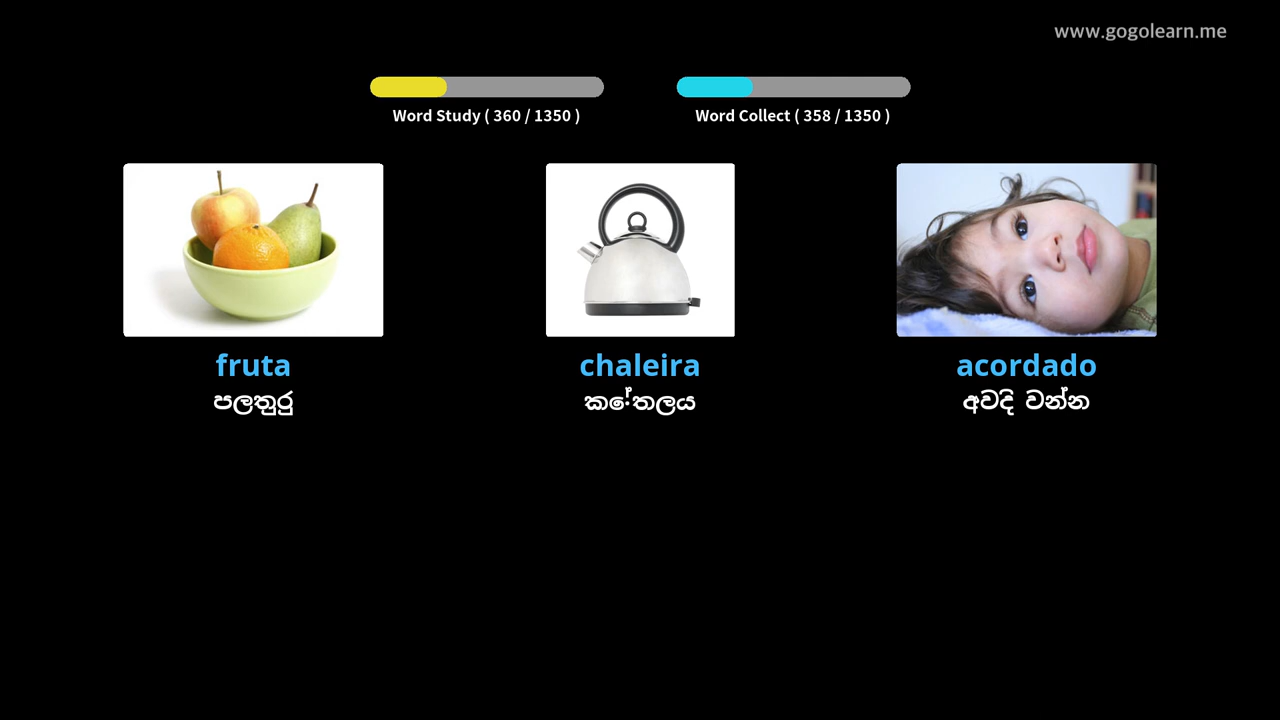 www.gogolearn.me
Word Study ( 360 / 1350 )
Word Collect ( 358 / 1350 )
fruta
පලතුරු
chaleira
කේතලය
acordado
අවදි වන්න